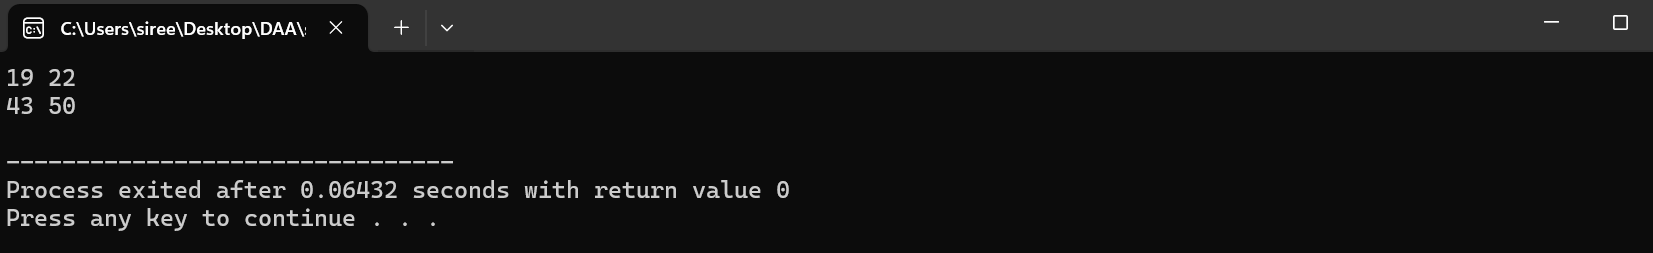 C:\Users\siree\Desktop\DAA\
19 22
43 50
--------------------------------
Process exited after 0.06432 seconds with return value 0
Press any key to continue . . .